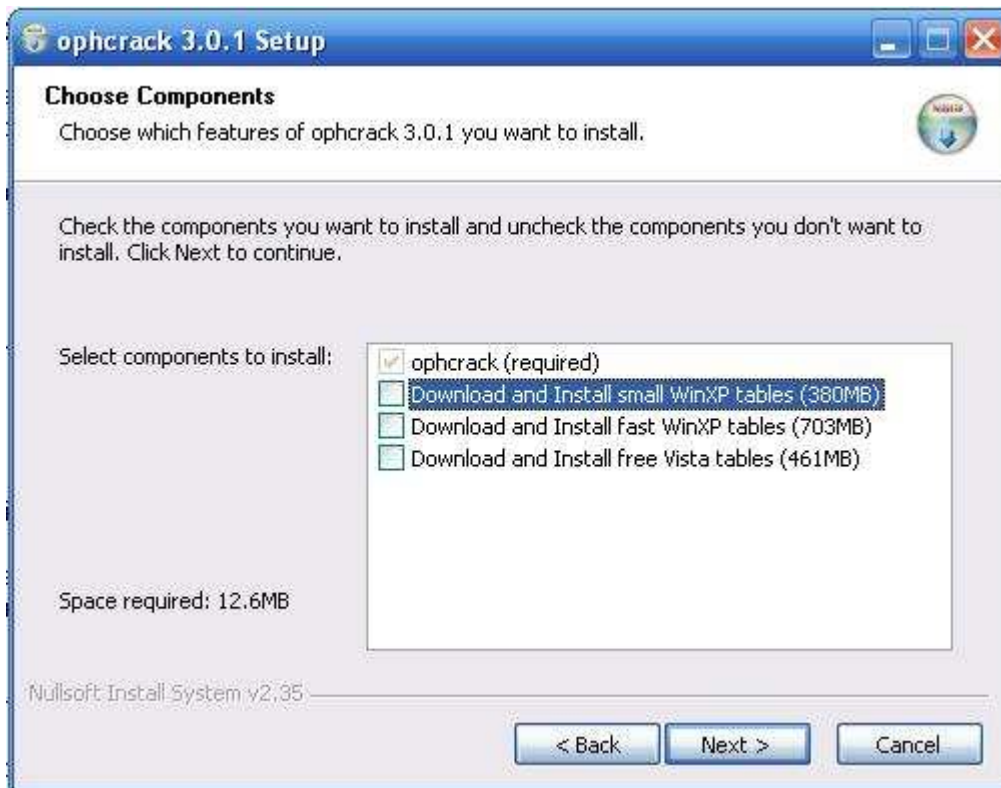 ophcrack 3.0.1 Setup
Choose Components
Choose which features of ophcrack 3.0.1 you want to install.
Check the components you want to install and uncheck the components you don't want to
install. Click Next to continue.
Select components to install:
ophcrack (required)
Download and Install small WinXP tables (380MB)
Download and Install fast WinXP tables (703MB)
Download and Install free Vista tables (461MB)
Space required: 12.6MB
Nullsoft Install System v2.35
< Back
Next >
Cancel